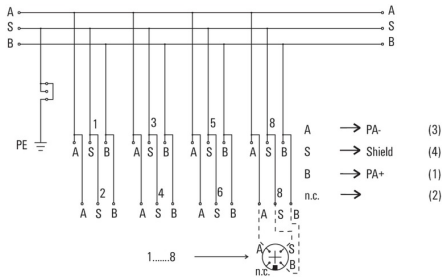 A A
S S
B B
1 3 5 8
PE
A S B A S B A S B
2 4 6 8
A S B A S B A S B A S B
A → PA- (3)
S → Shield (4)
B → PA+ (1)
n.c. → (2)
1.......8 →
A S
n.c. B